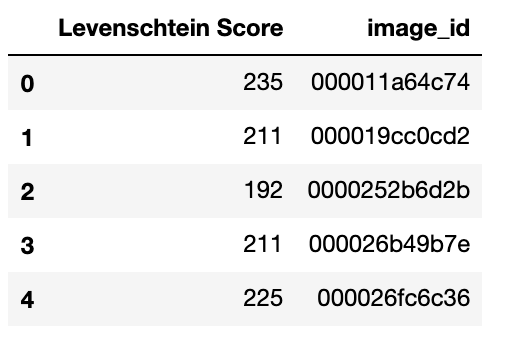 Levenschtein Score image_id
0 235 000011a64c74
1 211 000019cc0cd2
2 192 0000252b6d2b
3 211 000026b49b7e
4 225 000026fc6c36